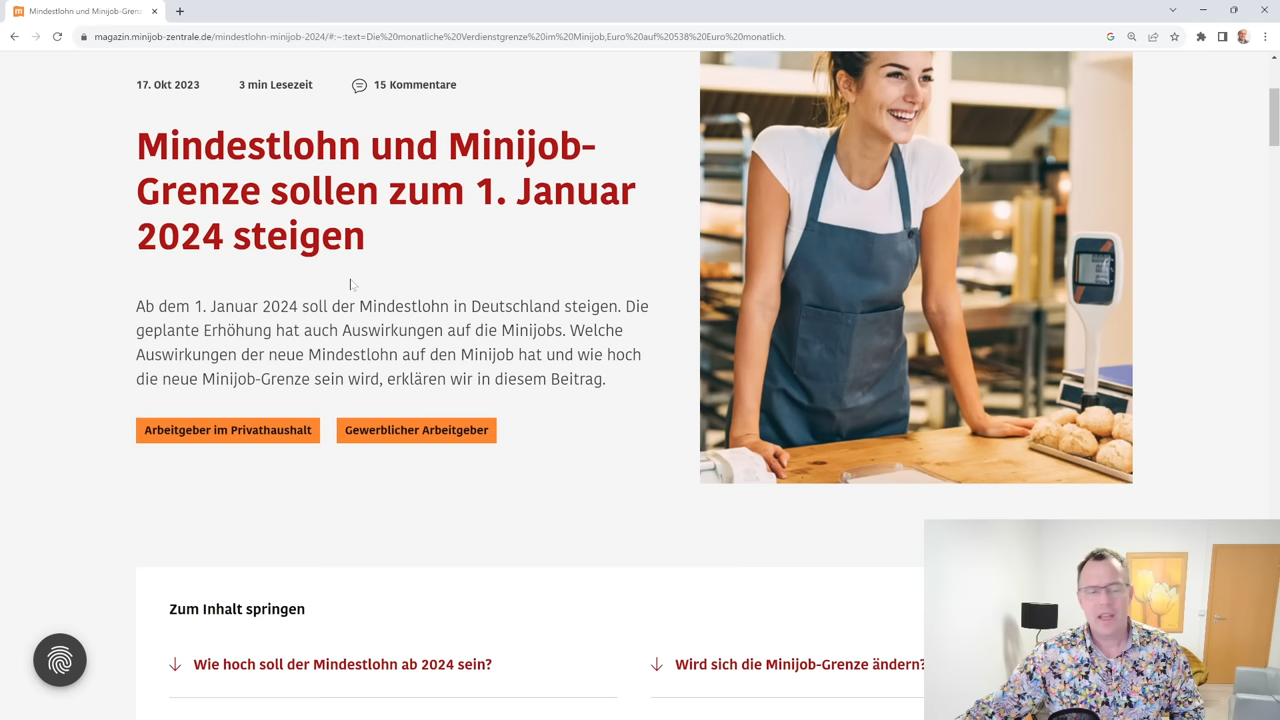 Mindestlohn und Minijob-Grenz
magazin.minijob-zentrale.de/mindestlohn-minijob-2024/#:~:text=Die%20monatliche%20Verdienstgrenze%20im%20Minijob,Euro%20auf%20538%20Euro%20monatlich.
17. Okt 2023 3 min Lesezeit 15 Kommentare
Mindestlohn und Minijob-
Grenze sollen zum 1. Januar
2024 steigen
Ab dem 1. Januar 2024 soll der Mindestlohn in Deutschland steigen. Die
geplante Erhöhung hat auch Auswirkungen auf die Minijobs. Welche
Auswirkungen der neue Mindestlohn auf den Minijob hat und wie hoch
die neue Minijob-Grenze sein wird, erklären wir in diesem Beitrag.
Arbeitgeber im Privathaushalt Gewerblicher Arbeitgeber
Zum Inhalt springen
Wie hoch soll der Mindestlohn ab 2024 sein? Wird sich die Minijob-Grenze ändern?